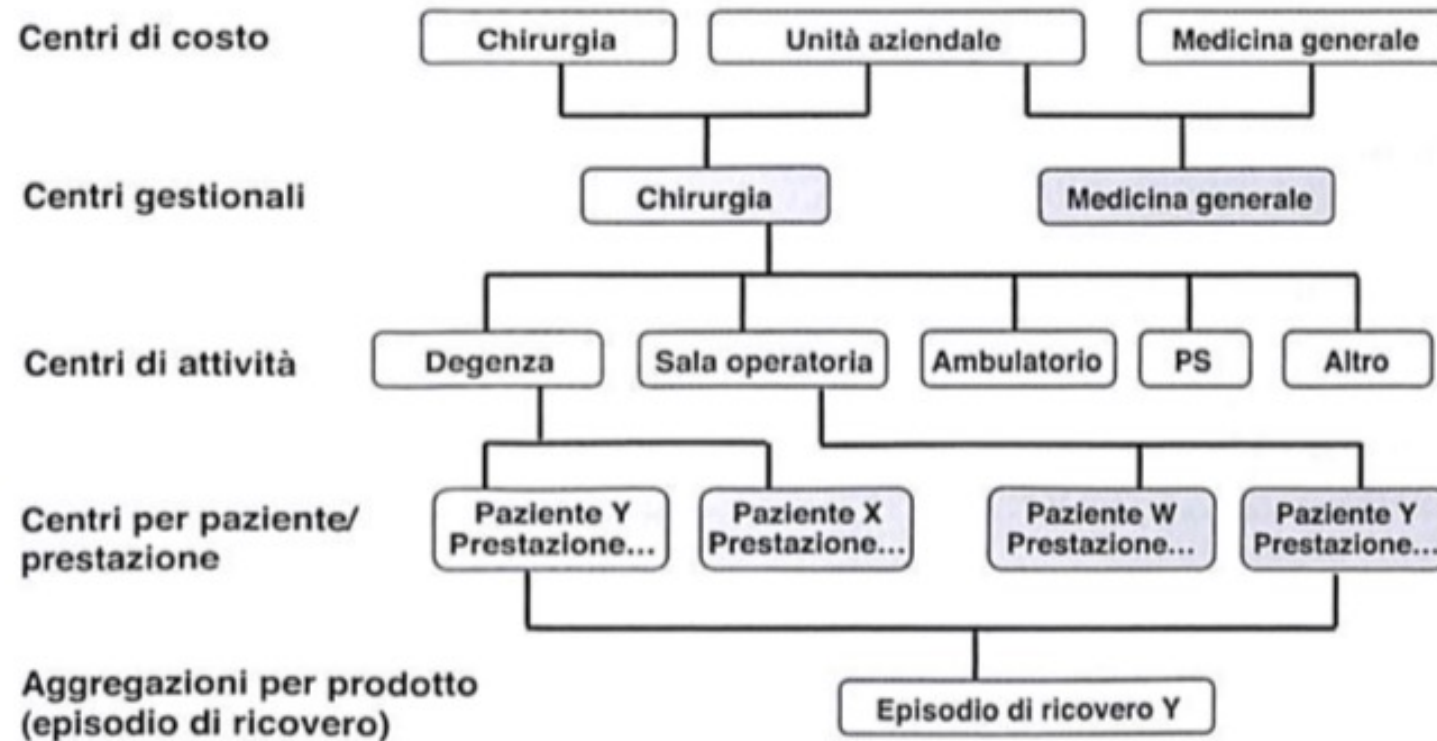 Centri di costo
Chirurgia
Unità aziendale
Medicina generale
Centri gestionali
Chirurgia
Medicina generale
Centri di attività
Degenza
Sala operatoria
Ambulatorio
PS
Altro
Centri per paziente/
prestazione
Paziente Y
Prestazione...
Paziente X
Prestazione...
Paziente W
Prestazione...
Paziente Y
Prestazione...
Aggregazioni per prodotto
(episodio di ricovero)
Episodio di ricovero Y